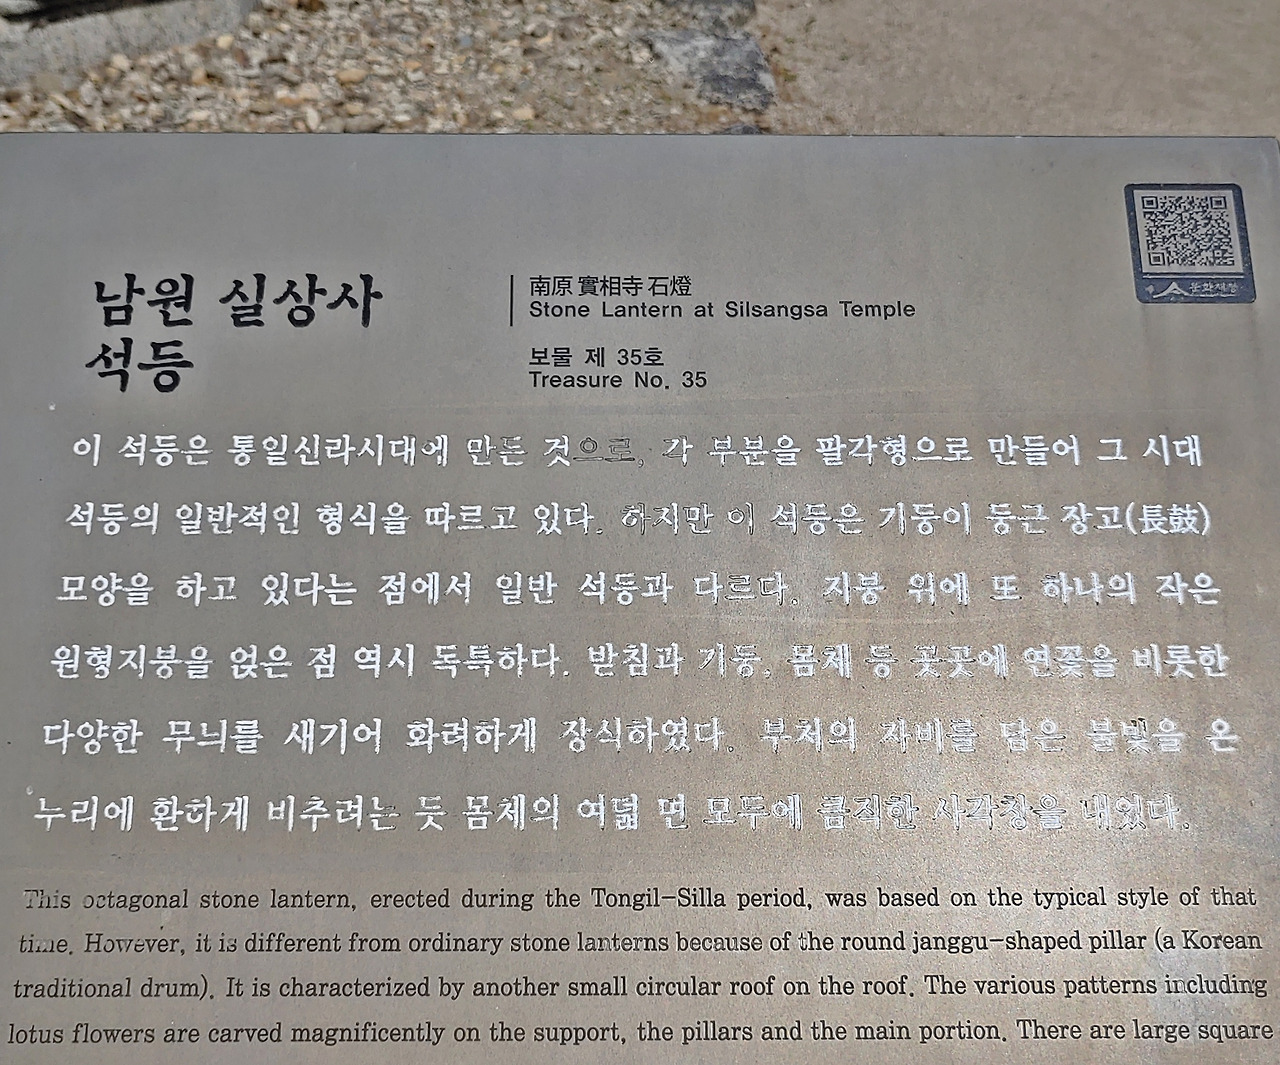 남원 실상사
석등
南原 實相寺 石燈
Stone Lantern at Silsangsa Temple
보물 제 35호
Treasure No. 35
문화재청
이 석등은 통일신라시대에 만든 것으로, 각 부분을 팔각형으로 만들어 그 시대
석등의 일반적인 형식을 따르고 있다. 하지만 이 석등은 기둥이 둥근 장고(長鼓)
모양을 하고 있다는 점에서 일반 석등과 다르다. 지붕 위에 또 하나의 작은
원형지붕을 얹은 점 역시 독특하다. 받침과 기둥, 몸체 등 곳곳에 연꽃을 비롯한
다양한 무늬를 새기어 화려하게 장식하였다. 부처의 자비를 담은 불빛을 온
누리에 환하게 비추려는 듯 몸체의 여덟 면 모두에 큼직한 사각창을 내었다.
This octagonal stone lantern, erected during the Tongil-Silla period, was based on the typical style of that
time. However, it is different from ordinary stone lanterns because of the round janggu-shaped pillar (a Korean
traditional drum). It is characterized by another small circular roof on the roof. The various patterns including
lotus flowers are carved magnificently on the support, the pillars and the main portion. There are large square